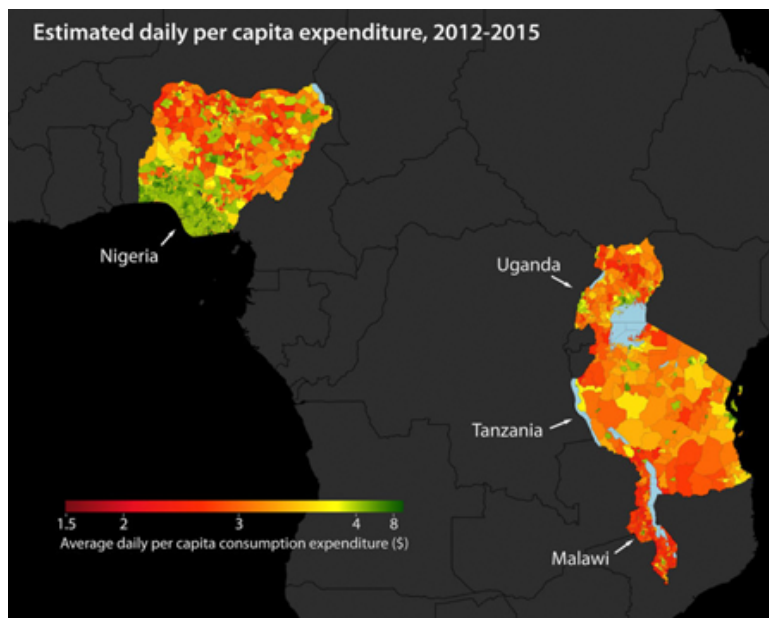 Estimated daily per capita expenditure, 2012-2015
Nigeria
Uganda
Tanzania
Malawi
1.5 2 3 4 8
Average daily per capita consumption expenditure ($)